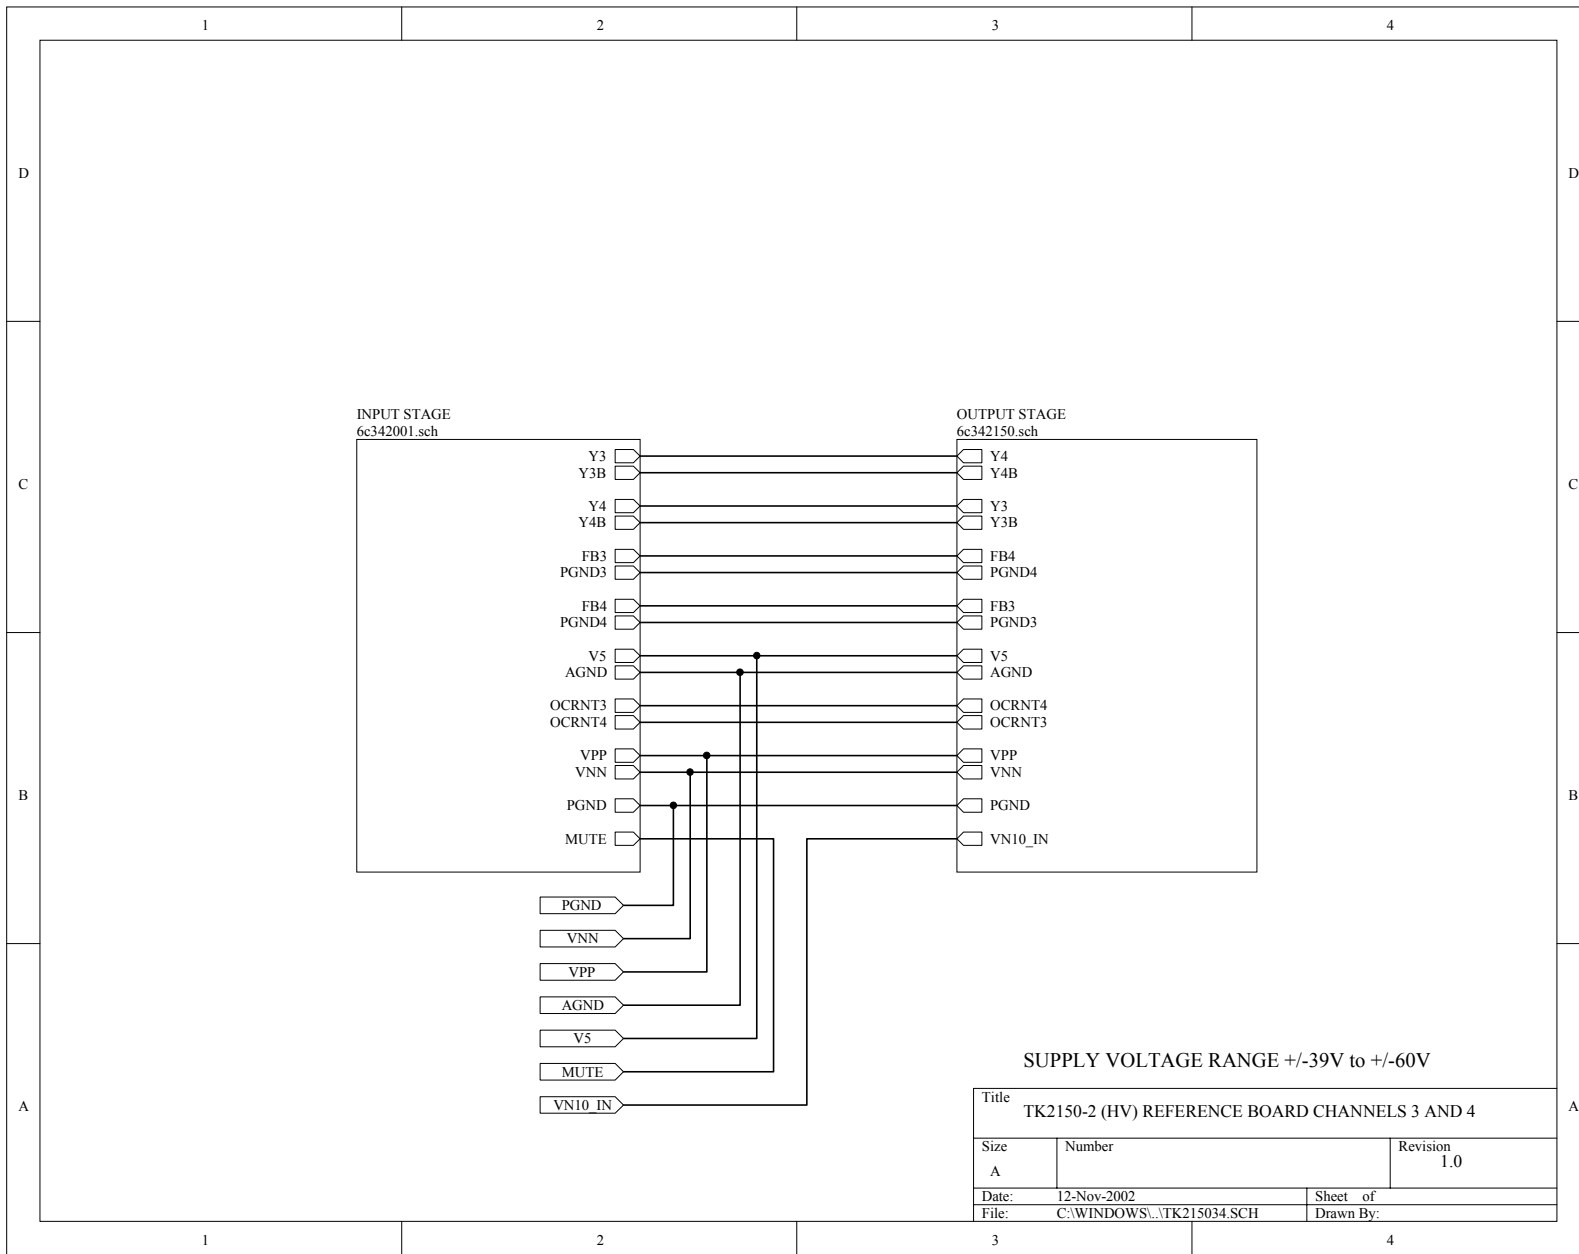 1 2 3 4
D D
INPUT STAGE
6c342001.sch
OUTPUT STAGE
6c342150.sch
Y3 Y4
Y3B Y4B
C C
Y4 Y3
Y4B Y3B
FB3 FB4
PGND3 PGND4
FB4 FB3
PGND4 PGND3
V5 V5
AGND AGND
OCRNT3 OCRNT4
OCRNT4 OCRNT3
VPP VPP
VNN VNN
B B
PGND PGND
MUTE VN10_IN
PGND
VNN
VPP
AGND
V5
MUTE
VN10_IN
SUPPLY VOLTAGE RANGE +/-39V to +/-60V
A A
Title
TK2150-2 (HV) REFERENCE BOARD CHANNELS 3 AND 4
Size Number Revision
A 1.0
Date: 12-Nov-2002 Sheet of
File: C:\WINDOWS\..\TK215034.SCH Drawn By:
1 2 3 4